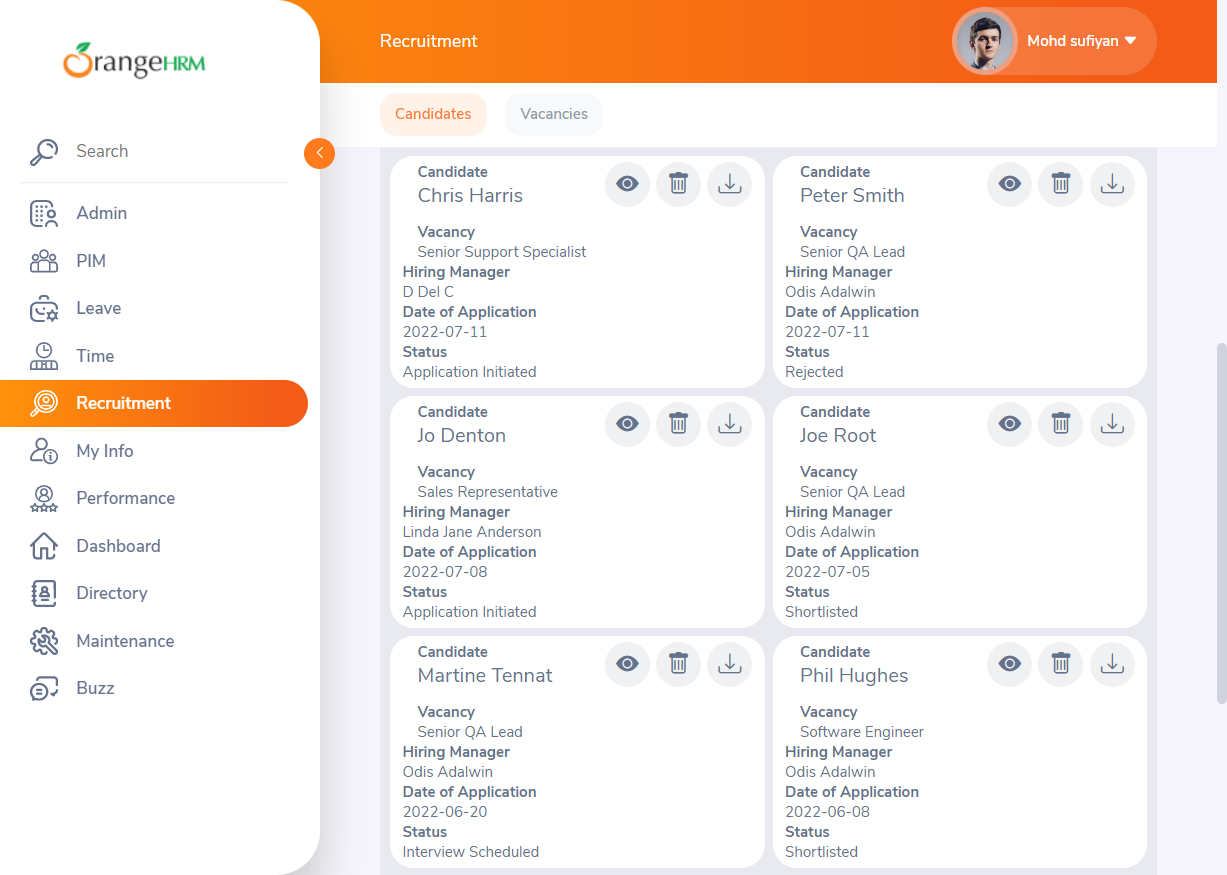 OrangeHRM
Search
Admin
PIM
Leave
Time
Recruitment
My Info
Performance
Dashboard
Directory
Maintenance
Buzz
Recruitment
Mohd sufiyan
Candidates
Vacancies
Candidate
Chris Harris
Vacancy
Senior Support Specialist
Hiring Manager
D Del C
Date of Application
2022-07-11
Status
Application Initiated
Candidate
Peter Smith
Vacancy
Senior QA Lead
Hiring Manager
Odis Adalwin
Date of Application
2022-07-11
Status
Rejected
Candidate
Jo Denton
Vacancy
Sales Representative
Hiring Manager
Linda Jane Anderson
Date of Application
2022-07-08
Status
Application Initiated
Candidate
Joe Root
Vacancy
Senior QA Lead
Hiring Manager
Odis Adalwin
Date of Application
2022-07-05
Status
Shortlisted
Candidate
Martine Tennat
Vacancy
Senior QA Lead
Hiring Manager
Odis Adalwin
Date of Application
2022-06-20
Status
Interview Scheduled
Candidate
Phil Hughes
Vacancy
Software Engineer
Hiring Manager
Odis Adalwin
Date of Application
2022-06-08
Status
Shortlisted